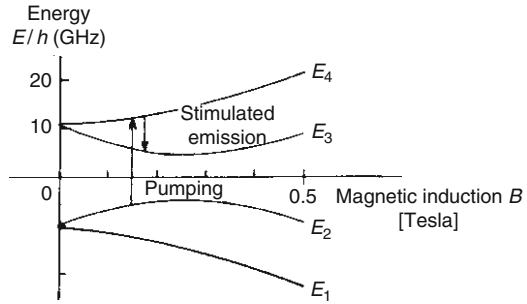 Energy
E/h (GHz)
20
10
0
E₄
Stimulated
emission
E₃
Pumping
0.5
Magnetic induction B
[Tesla]
E₂
E₁